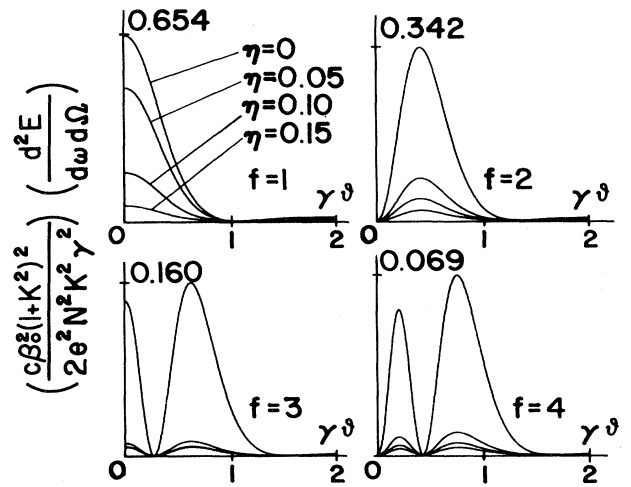 0.654
η=0
η=0.05
η=0.10
η=0.15
f=1
γϑ
0 1 2
0.342
f=2
γϑ
0 1 2
(d²E / dωdΩ)
(cβ₀²(1+K²)² / 2e²N²K²γ²)
0.160
f=3
γϑ
0 1 2
0.069
f=4
γϑ
0 1 2